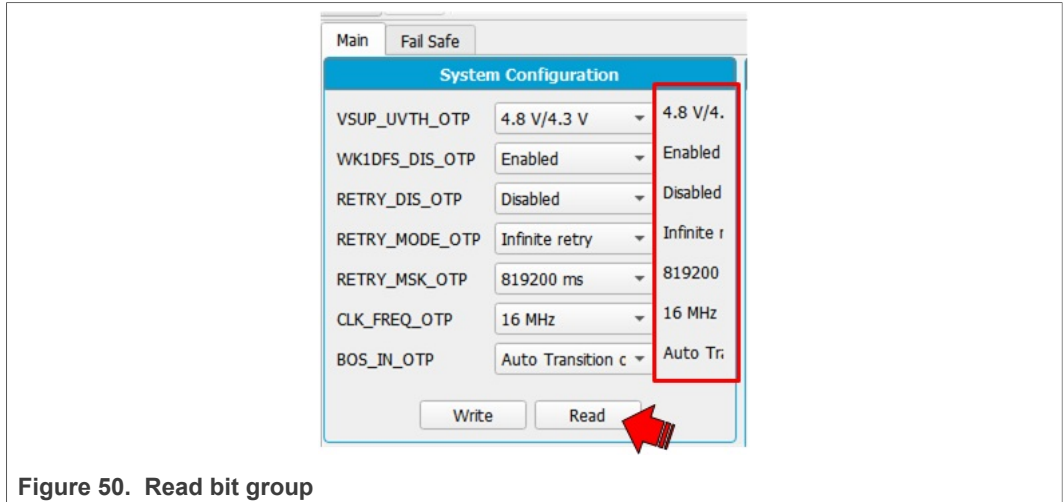 Main Fail Safe
System Configuration
VSUP_UVTH_OTP 4.8 V/4.3 V 4.8 V/4.
WK1DFS_DIS_OTP Enabled Enabled
RETRY_DIS_OTP Disabled Disabled
RETRY_MODE_OTP Infinite retry Infinite r
RETRY_MSK_OTP 819200 ms 819200
CLK_FREQ_OTP 16 MHz 16 MHz
BOS_IN_OTP Auto Transition c Auto Tra
Write Read
Figure 50. Read bit group